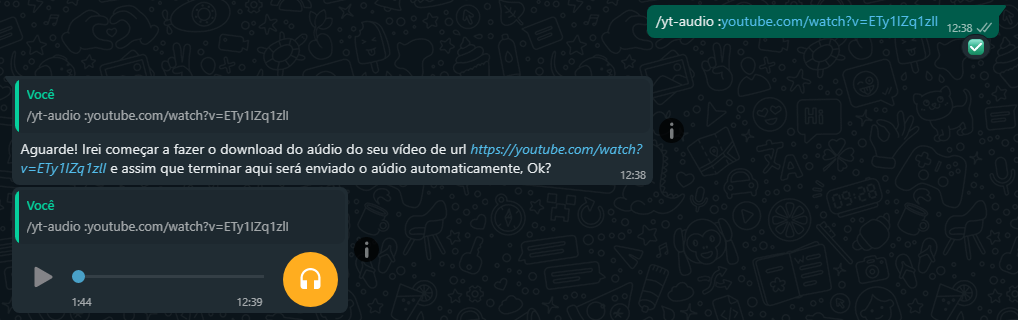 /yt-audio :youtube.com/watch?v=ETy1IZq1zlI
12:38
Você
/yt-audio :youtube.com/watch?v=ETy1IZq1zlI
Aguarde! Irei começar a fazer o download do aúdio do seu vídeo de url https://youtube.com/watch?
v=ETy1IZq1zlI e assim que terminar aqui será enviado o aúdio automaticamente, Ok?
12:38
Você
/yt-audio :youtube.com/watch?v=ETy1IZq1zlI
1:44
12:39